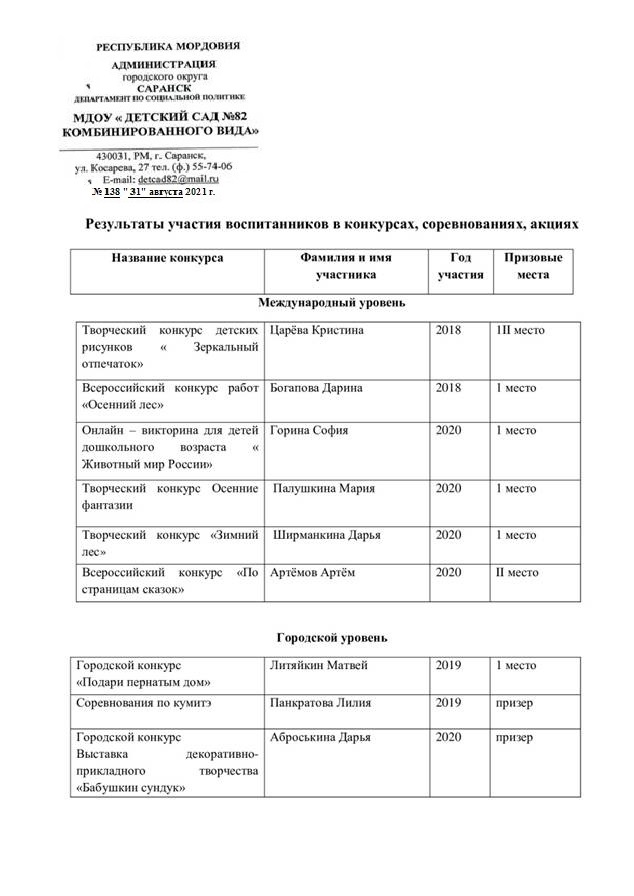 РЕСПУБЛИКА МОРДОВИЯ
АДМИНИСТРАЦИЯ
городского округа
САРАНСК
ДЕПАРТАМЕНТ ПО СОЦИАЛЬНОЙ ПОЛИТИКЕ
МДОУ « ДЕТСКИЙ САД №82
КОМБИНИРОВАННОГО ВИДА»
430031, РМ, г. Саранск,
ул. Косарева, 27 тел. (ф.) 55-74-06
E-mail: detcad82@mail.ru
№ 138 " 31" августа 2021 г.
Результаты участия воспитанников в конкурсах, соревнованиях, акциях
Название конкурса Фамилия и имя Год Призовые
участника участия места
Международный уровень
Творческий конкурс детских Царёва Кристина 2018 1II место
рисунков « Зеркальный
отпечаток»
Всероссийский конкурс работ Богапова Дарина 2018 1 место
«Осенний лес»
Онлайн – викторина для детей Горина София 2020 1 место
дошкольного возраста «
Животный мир России»
Творческий конкурс Осенние Палушкина Мария 2020 1 место
фантазии
Творческий конкурс «Зимний Ширманкина Дарья 2020 1 место
лес»
Всероссийский конкурс «По Артёмов Артём 2020 II место
страницам сказок»
Городской уровень
Городской конкурс Литяйкин Матвей 2019 1 место
«Подари пернатым дом»
Соревнования по кумитэ Панкратова Лилия 2019 призер
Городской конкурс Аброськина Дарья 2020 призер
Выставка декоративно-
прикладного творчества
«Бабушкин сундук»